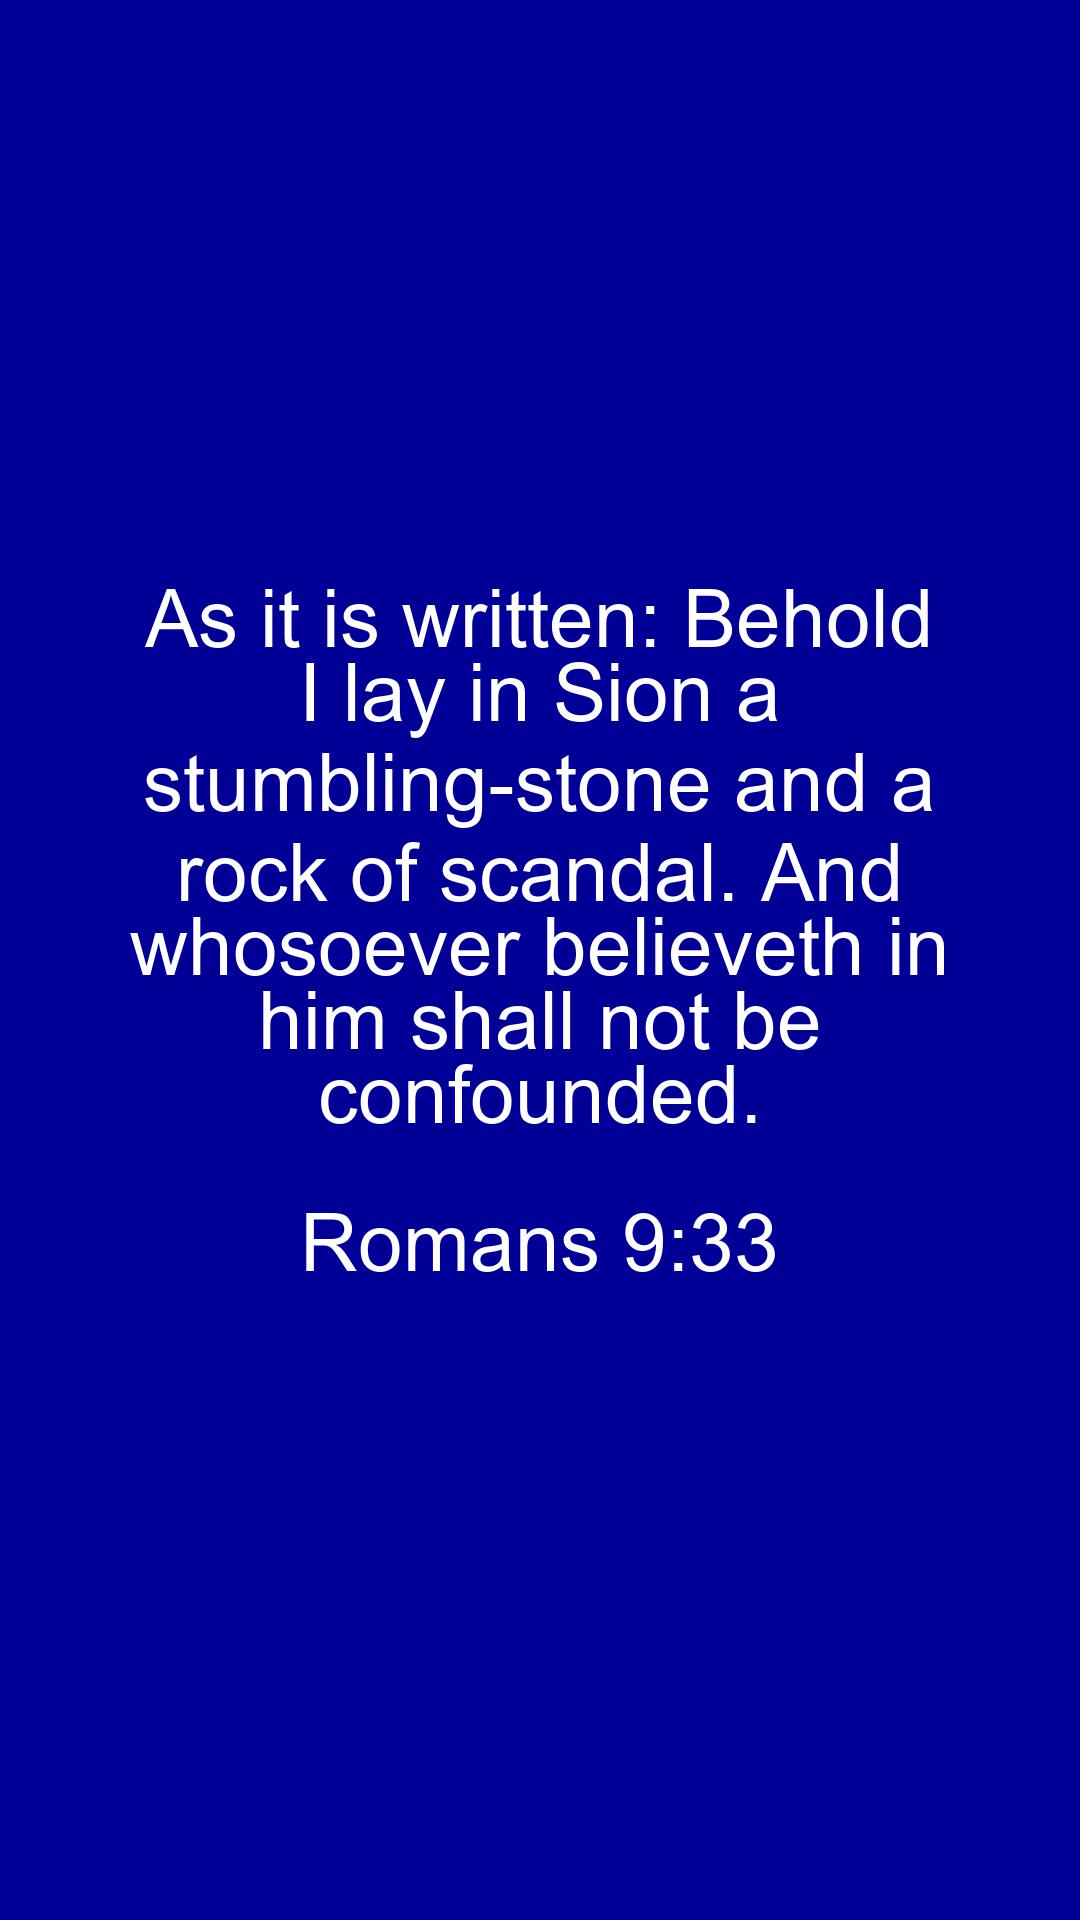 As it is written: Behold
I lay in Sion a
stumbling-stone and a
rock of scandal. And
whosoever believeth in
him shall not be
confounded.
Romans 9:33